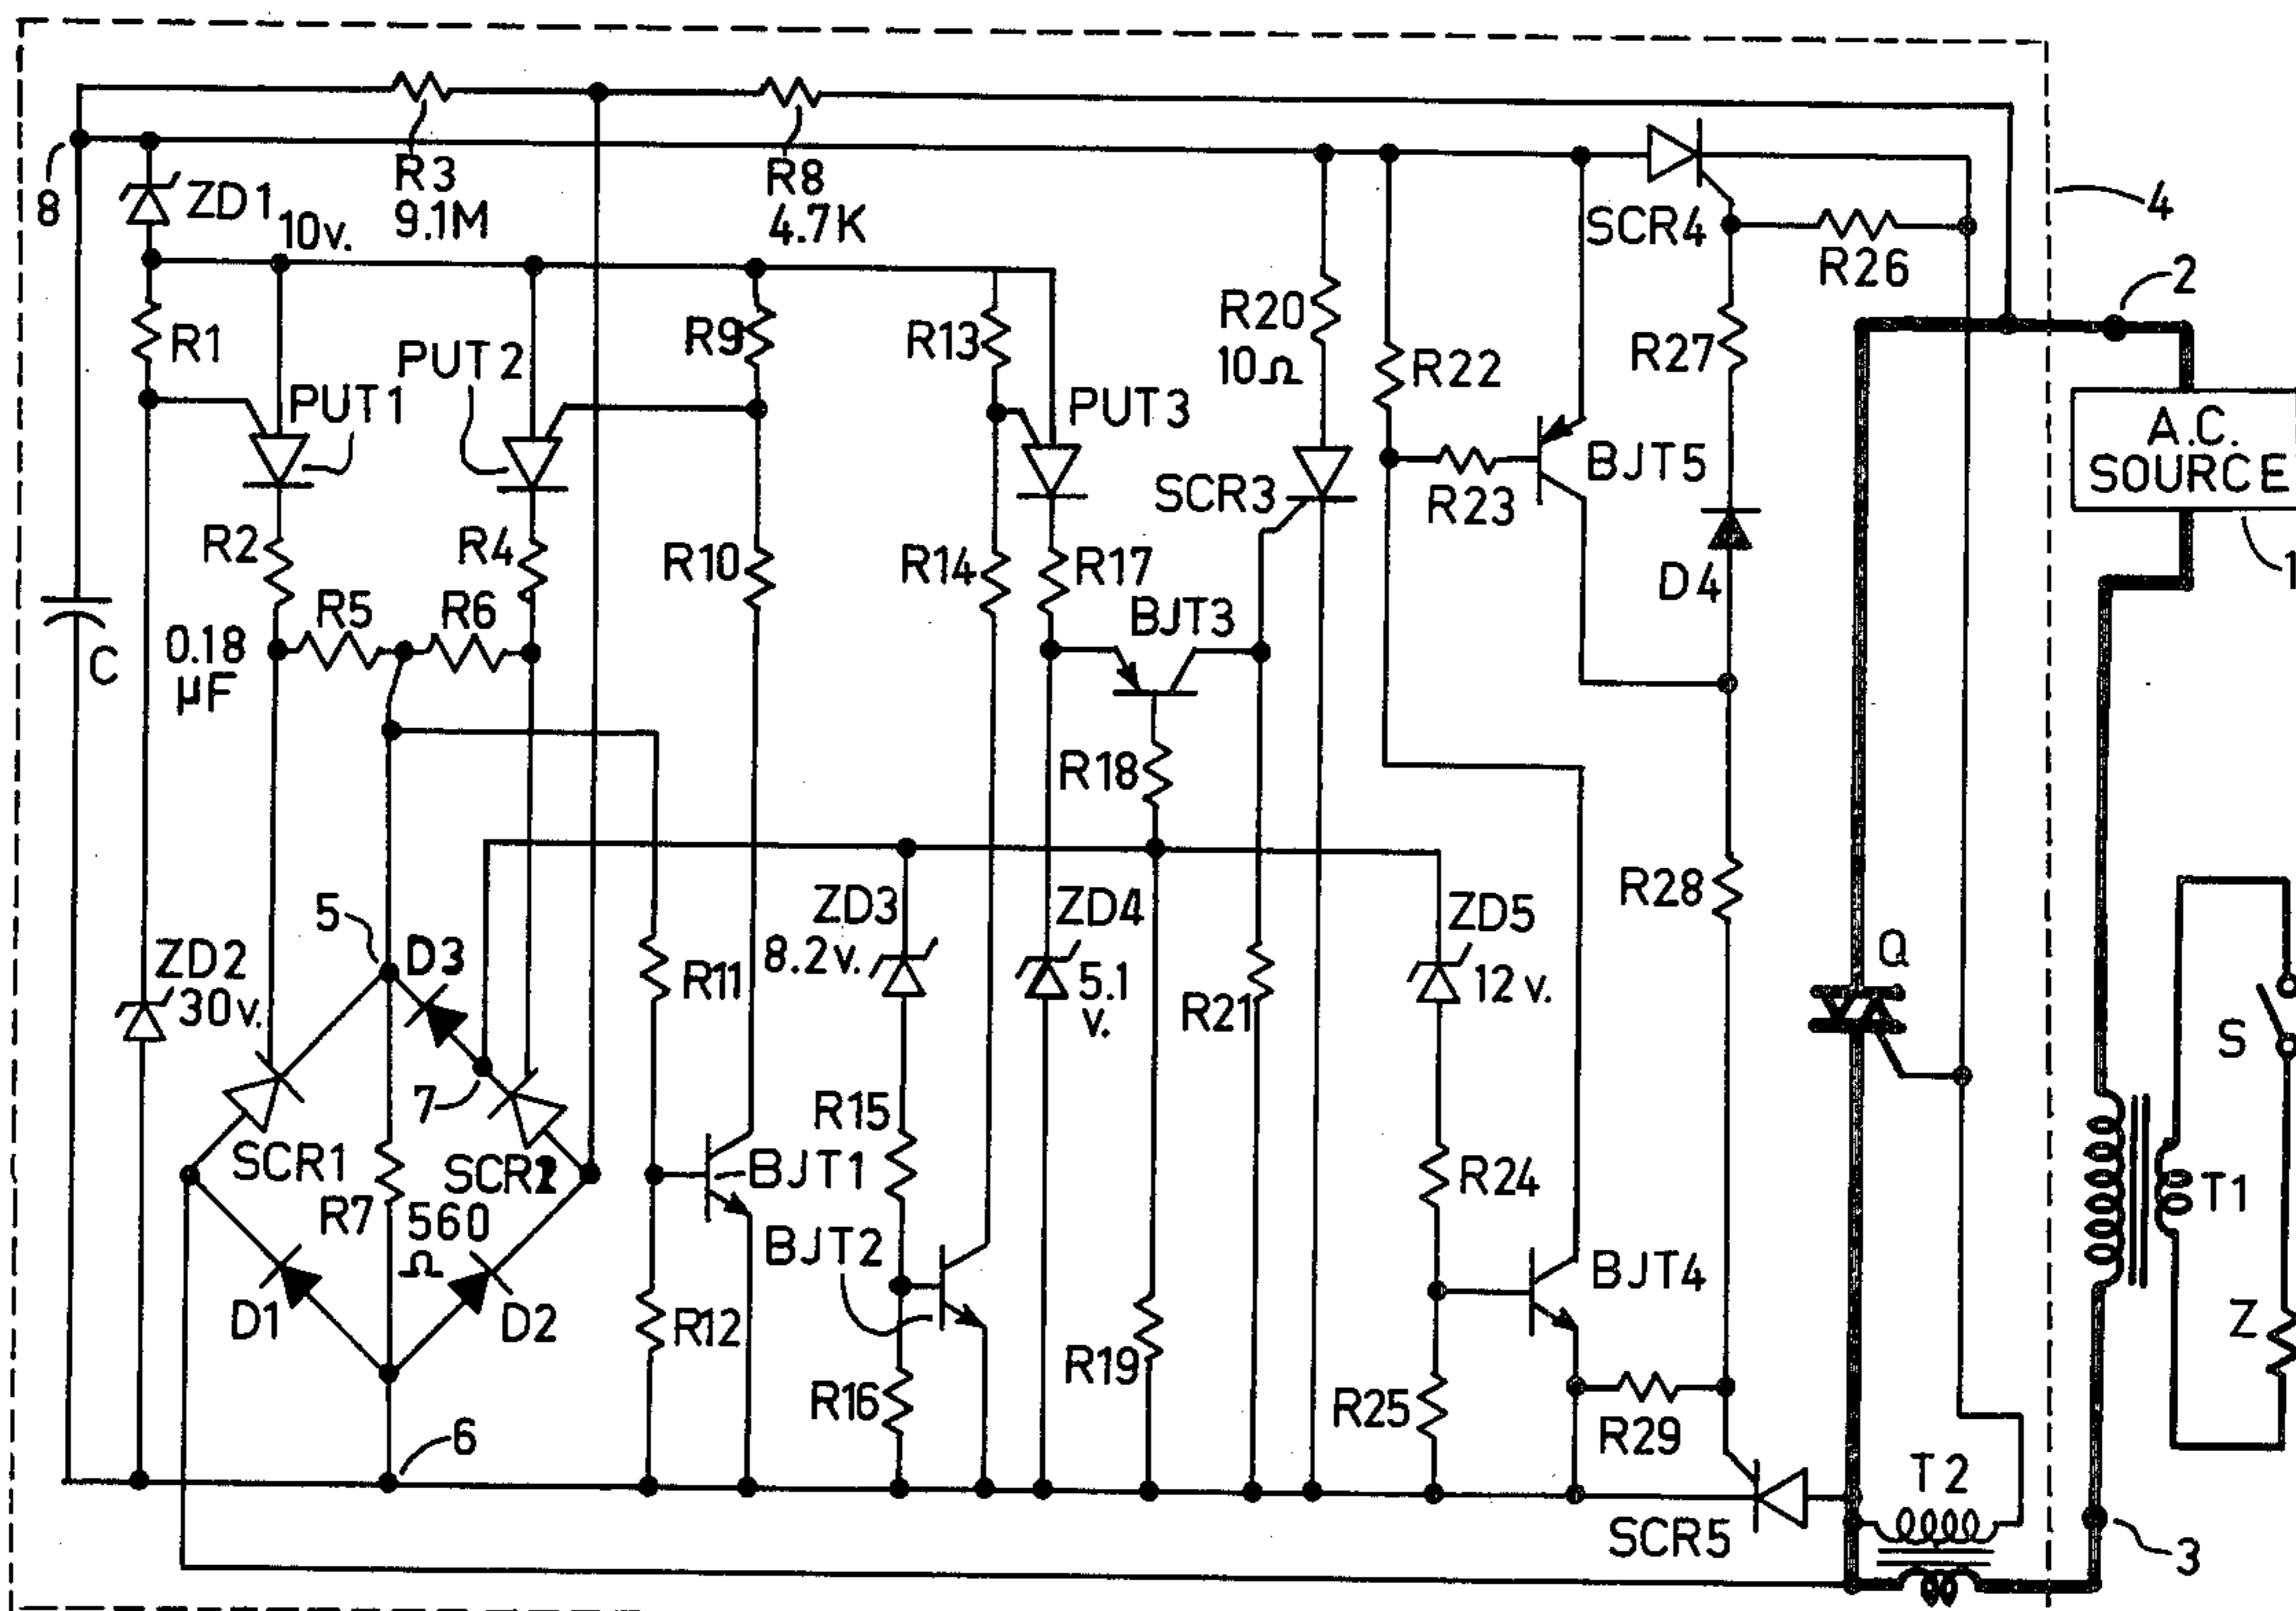 8
ZD1
10v.
R3
9.1M
R8
4.7K
SCR4
R26
4
2
R1
PUT1
PUT2
R9
R13
PUT3
R20
10Ω
R22
R27
A.C.
SOURCE
1
BJT5
R23
SCR3
D4
R2
R4
R10
R14
R17
R5
R6
BJT3
C
0.18
µF
R18
R28
5
D3
ZD2
30v.
R11
ZD3
8.2v.
ZD4
5.1
v.
R21
ZD5
12v.
Q
S
7
SCR1
SCR2
R7
560
Ω
BJT1
R15
R24
T1
D1
D2
R12
BJT2
BJT4
Z
R16
R19
R25
R29
6
T2
SCR5
3